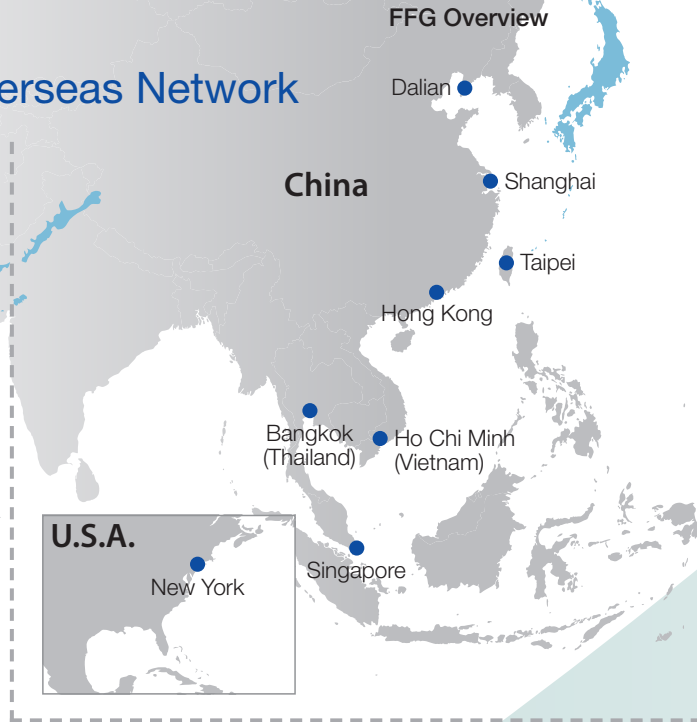 FFG Overview
erseas Network
Dalian
China
Shanghai
Taipei
Hong Kong
Bangkok
(Thailand)
Ho Chi Minh
(Vietnam)
Singapore
U.S.A.
New York